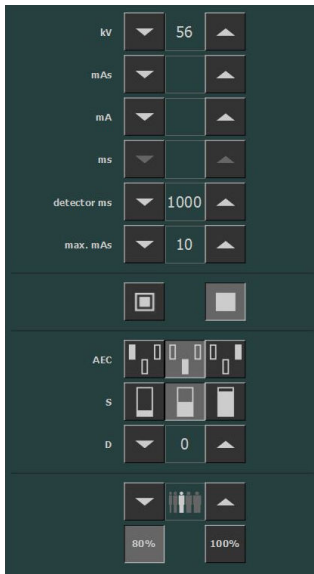 kV 56
mAs
mA
ms
detector ms 1000
max. mAs 10
AEC
S
D 0
80% 100%